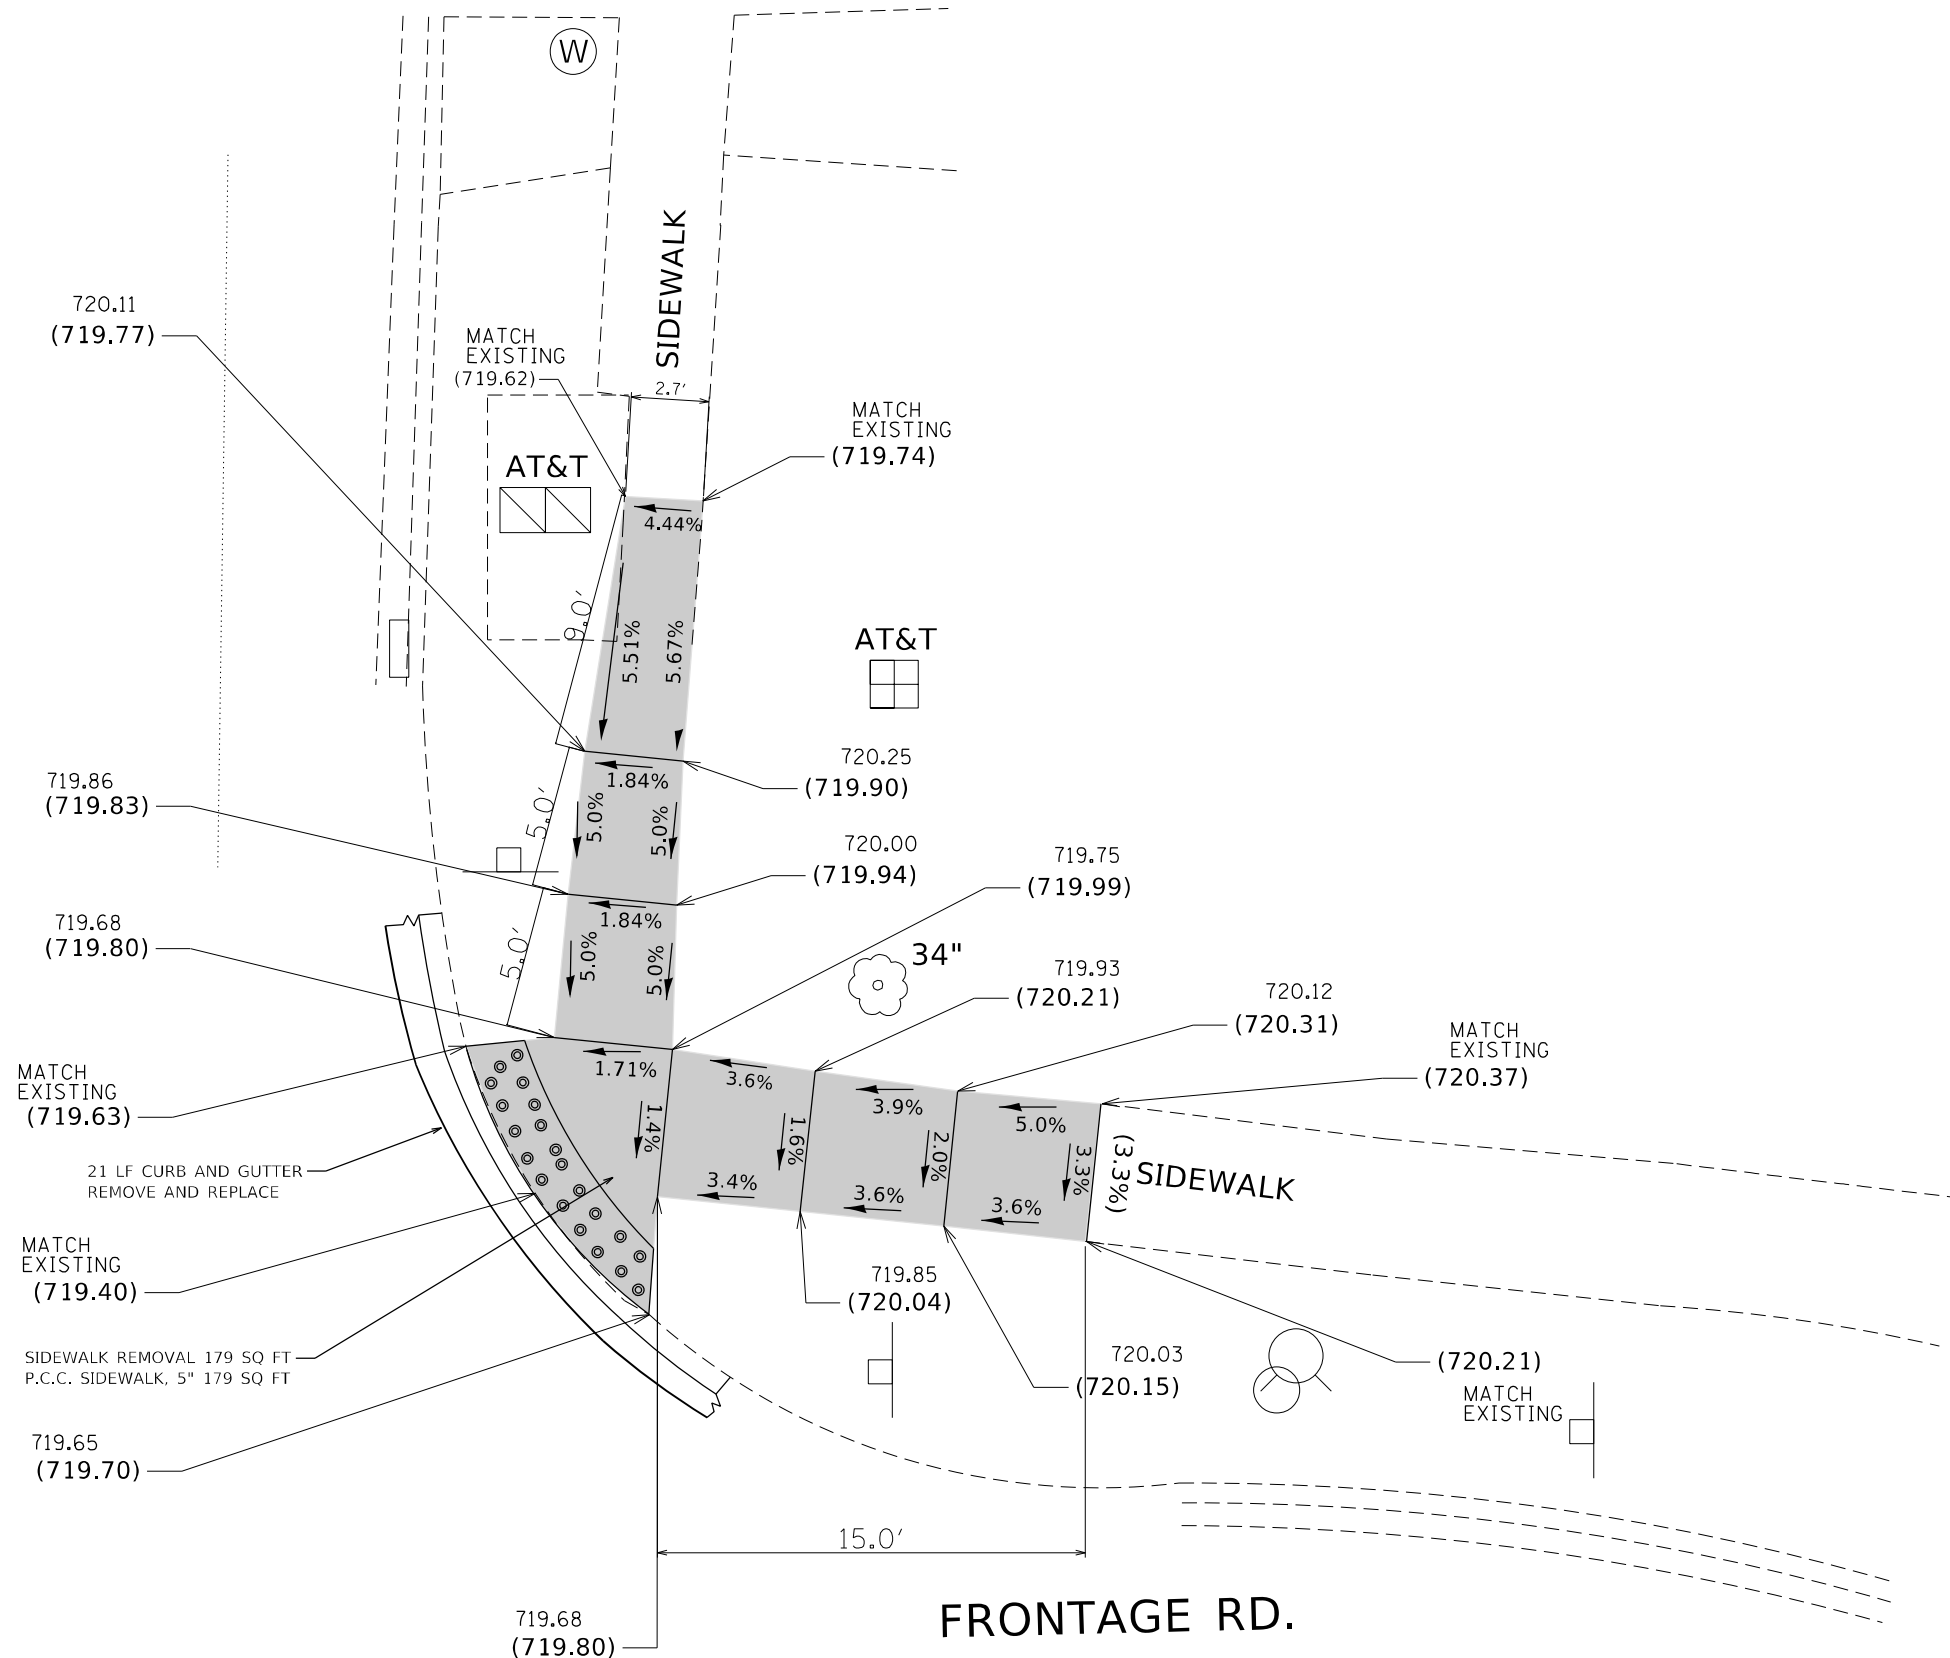 W
SIDEWALK
720.11
(719.77)
MATCH
EXISTING
(719.62)
2.7'
MATCH
EXISTING
(719.74)
AT&T
4.44%
9.0'
5.51%
5.67%
AT&T
720.25
(719.90)
1.84%
719.86
(719.83)
5.0'
5.0%
5.0%
720.00
(719.94)
719.75
(719.99)
1.84%
719.68
(719.80)
5.0'
5.0%
5.0%
34"
719.93
(720.21)
720.12
(720.31)
MATCH
EXISTING
(720.37)
1.71%
3.6%
3.9%
5.0%
MATCH
EXISTING
(719.63)
1.4%
1.6%
2.0%
3.3%
(3.3%)
SIDEWALK
21 LF CURB AND GUTTER
REMOVE AND REPLACE
3.4%
3.6%
3.6%
MATCH
EXISTING
(719.40)
719.85
(720.04)
SIDEWALK REMOVAL 179 SQ FT
P.C.C. SIDEWALK, 5" 179 SQ FT
720.03
(720.15)
(720.21)
MATCH
EXISTING
719.65
(719.70)
15.0'
719.68
(719.80)
FRONTAGE RD.